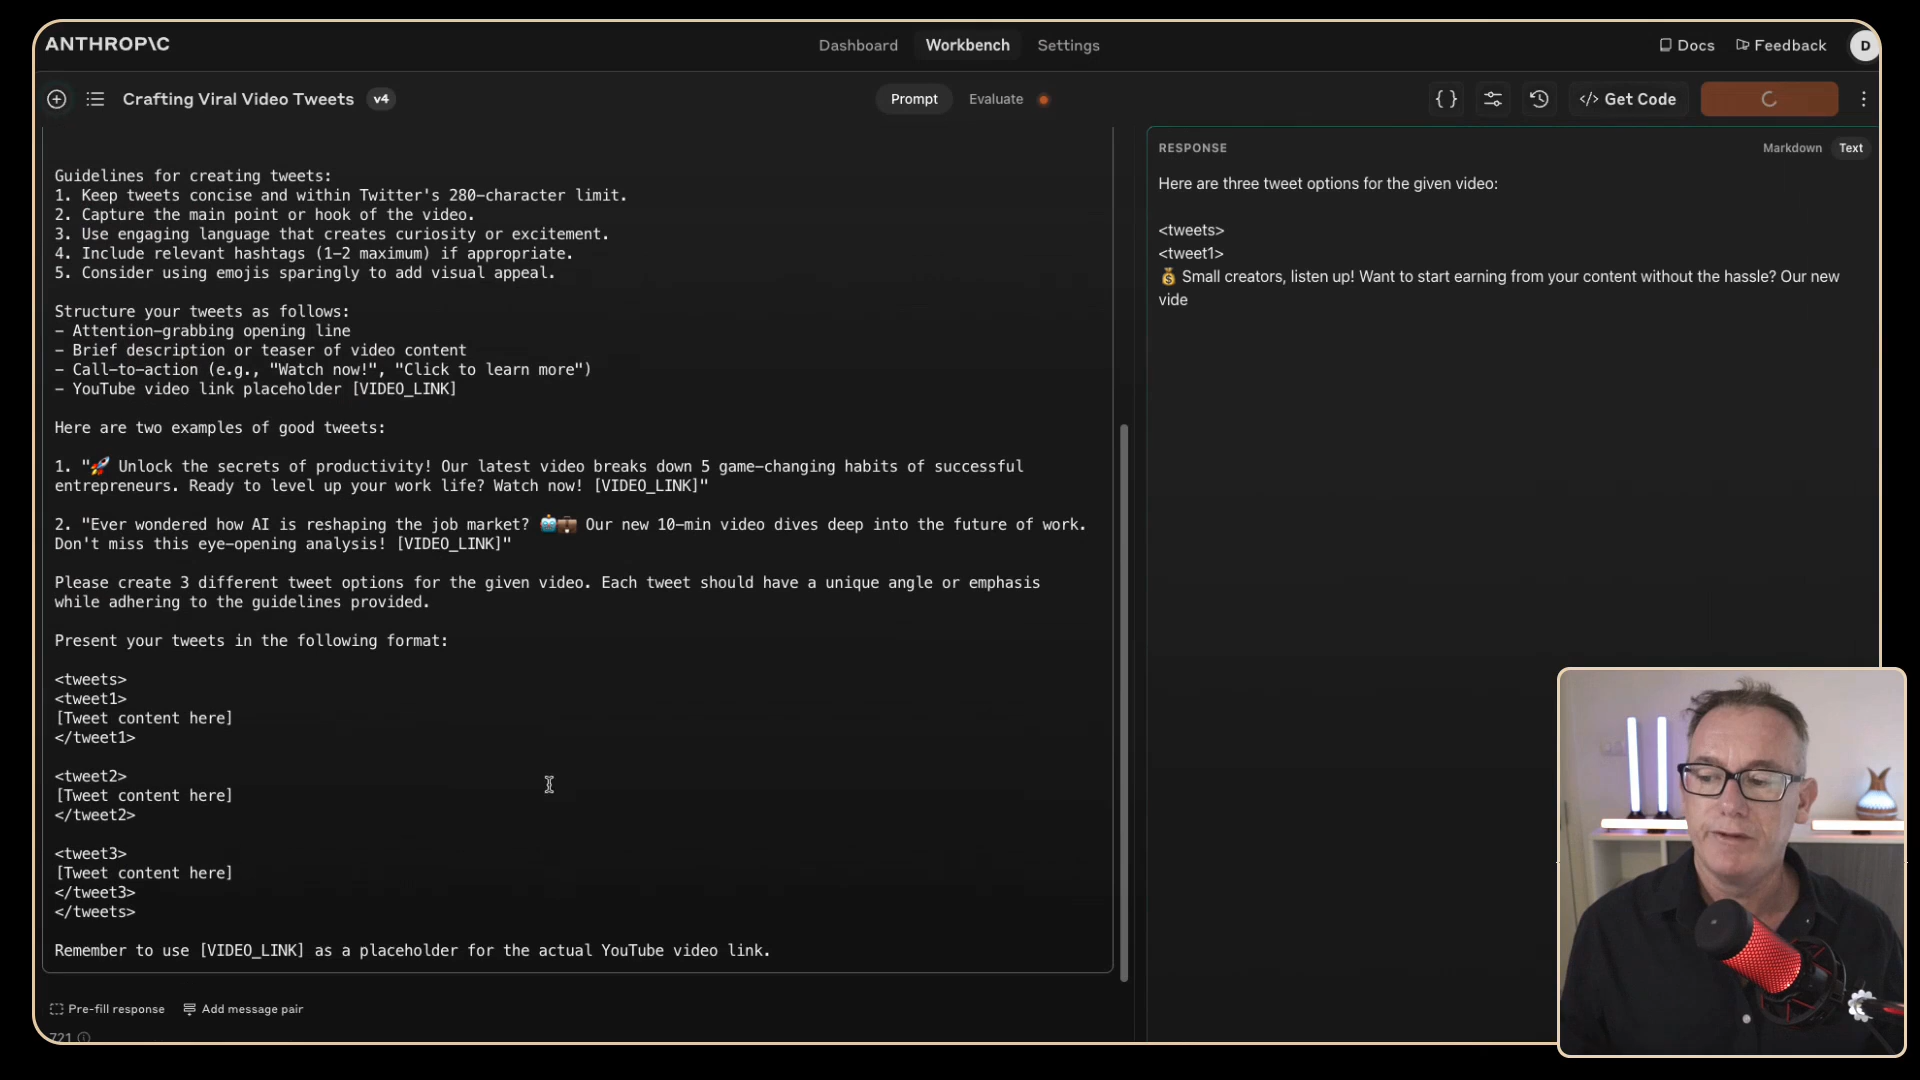 ANTHROP\C
Dashboard
Workbench
Settings
Docs
Feedback
D
Crafting Viral Video Tweets
v4
Prompt
Evaluate
{ }
</> Get Code
Guidelines for creating tweets:
1. Keep tweets concise and within Twitter's 280-character limit.
2. Capture the main point or hook of the video.
3. Use engaging language that creates curiosity or excitement.
4. Include relevant hashtags (1-2 maximum) if appropriate.
5. Consider using emojis sparingly to add visual appeal.
Structure your tweets as follows:
- Attention-grabbing opening line
- Brief description or teaser of video content
- Call-to-action (e.g., "Watch now!", "Click to learn more")
- YouTube video link placeholder [VIDEO_LINK]
Here are two examples of good tweets:
1. "🚀 Unlock the secrets of productivity! Our latest video breaks down 5 game-changing habits of successful
entrepreneurs. Ready to level up your work life? Watch now! [VIDEO_LINK]"
2. "Ever wondered how AI is reshaping the job market? 🤖💼 Our new 10-min video dives deep into the future of work.
Don't miss this eye-opening analysis! [VIDEO_LINK]"
Please create 3 different tweet options for the given video. Each tweet should have a unique angle or emphasis
while adhering to the guidelines provided.
Present your tweets in the following format:
<tweets>
<tweet1>
[Tweet content here]
</tweet1>
<tweet2>
[Tweet content here]
</tweet2>
<tweet3>
[Tweet content here]
</tweet3>
</tweets>
Remember to use [VIDEO_LINK] as a placeholder for the actual YouTube video link.
Pre-fill response
Add message pair
721
RESPONSE
Markdown
Text
Here are three tweet options for the given video:
<tweets>
<tweet1>
💰 Small creators, listen up! Want to start earning from your content without the hassle? Our new
vide